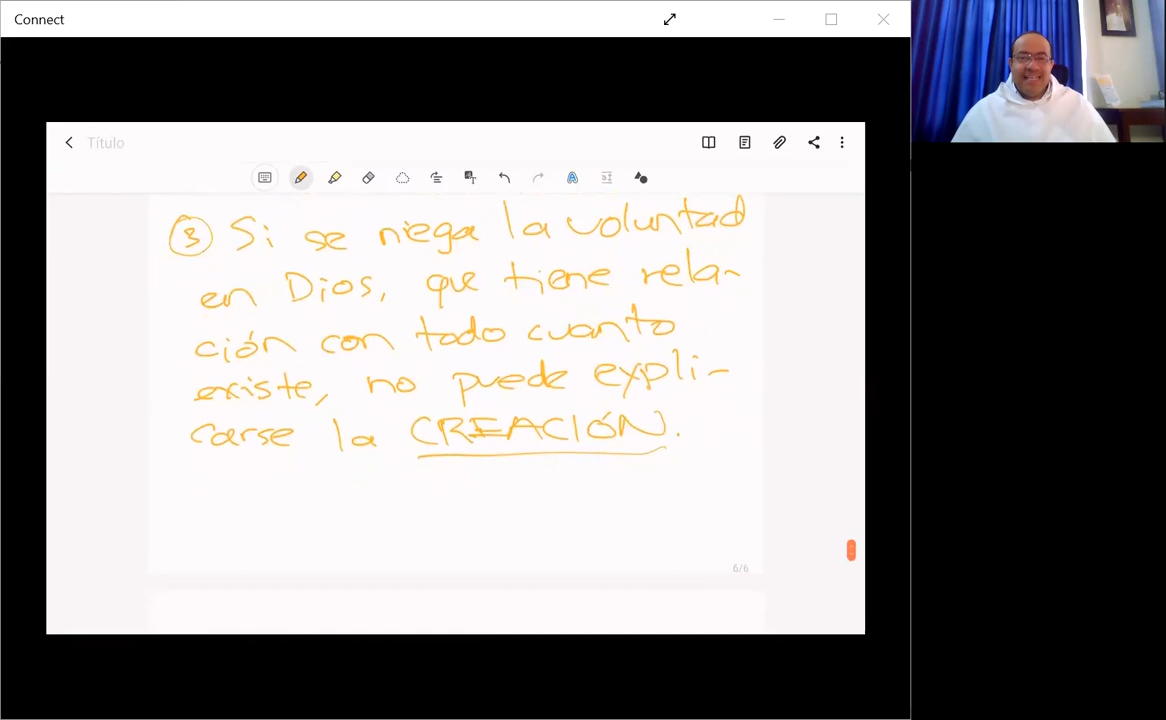 Connect
Título
③ Si se niega la voluntad
en Dios, que tiene rela-
ción con todo cuanto
existe, no puede expli-
carse la CREACIÓN.
6/6